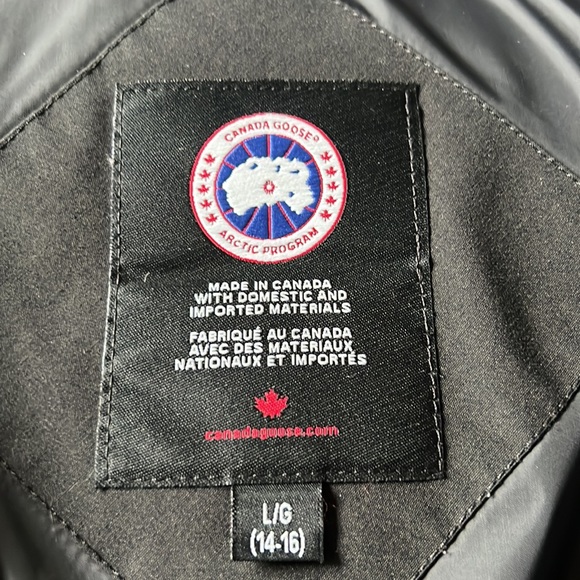 CANADA GOOSE®
ARCTIC PROGRAM
MADE IN CANADA
WITH DOMESTIC AND
IMPORTED MATERIALS
FABRIQUÉ AU CANADA
AVEC DES MATERIAUX
NATIONAUX ET IMPORTÉS
canadagoose.com
L/G
(14-16)